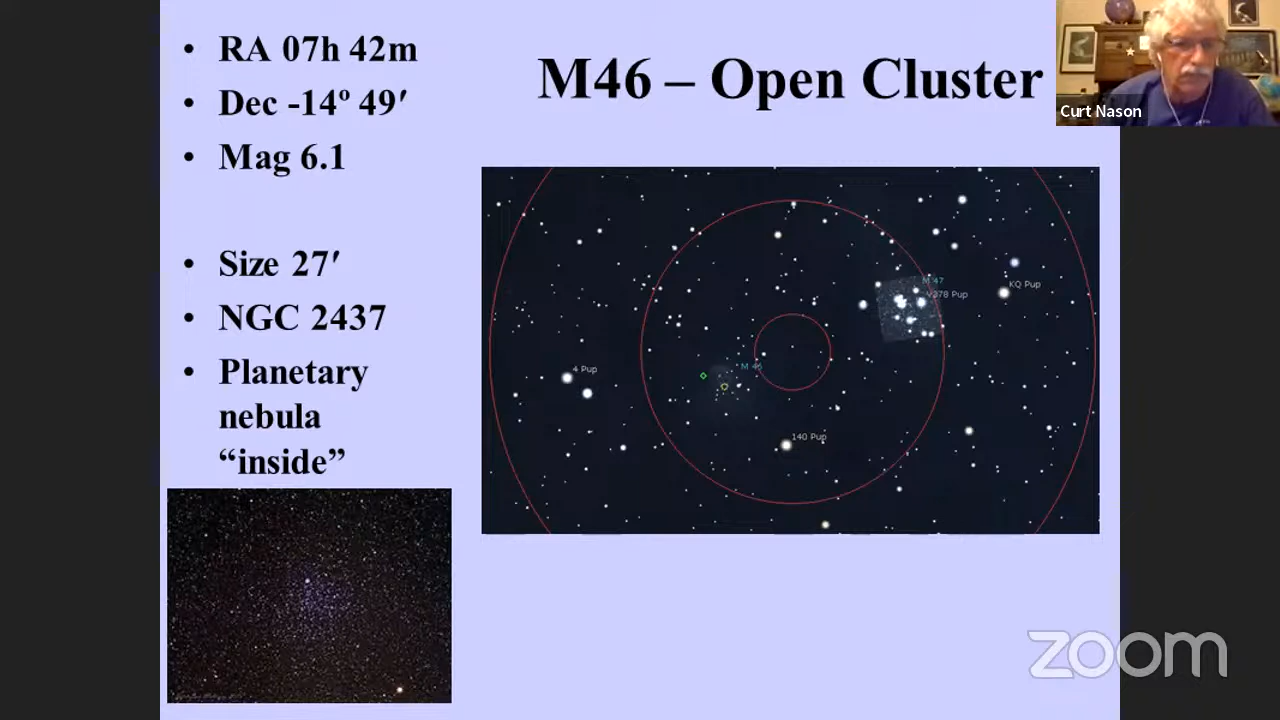 • RA 07h 42m
• Dec -14º 49′
• Mag 6.1
• Size 27′
• NGC 2437
• Planetary
nebula
“inside”
M46 – Open Cluster
Curt Nason
M 47
V378 Pup
KQ Pup
4 Pup
M 46
140 Pup
zoom